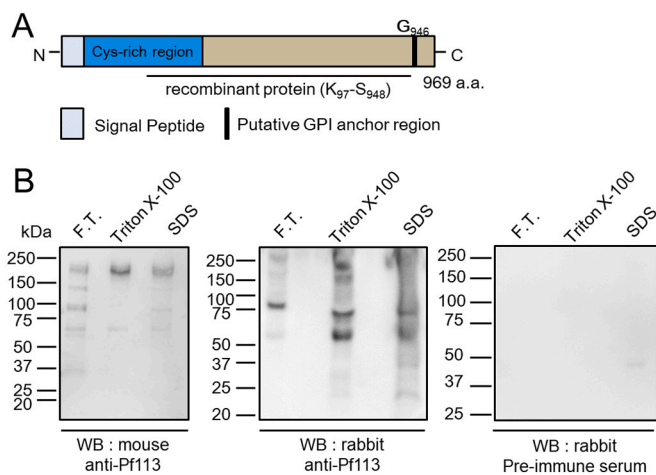 A
G946
N
Cys-rich region
C
recombinant protein (K97-S948)
969 a.a.
Signal Peptide
Putative GPI anchor region
B
kDa
F.T.
Triton X-100
SDS
250
150
100
75
50
37
25
20
WB : mouse
anti-Pf113
F.T.
Triton X-100
SDS
250
150
100
75
50
37
25
20
WB : rabbit
anti-Pf113
F.T.
Triton X-100
SDS
250
150
100
75
50
37
25
WB : rabbit
Pre-immune serum